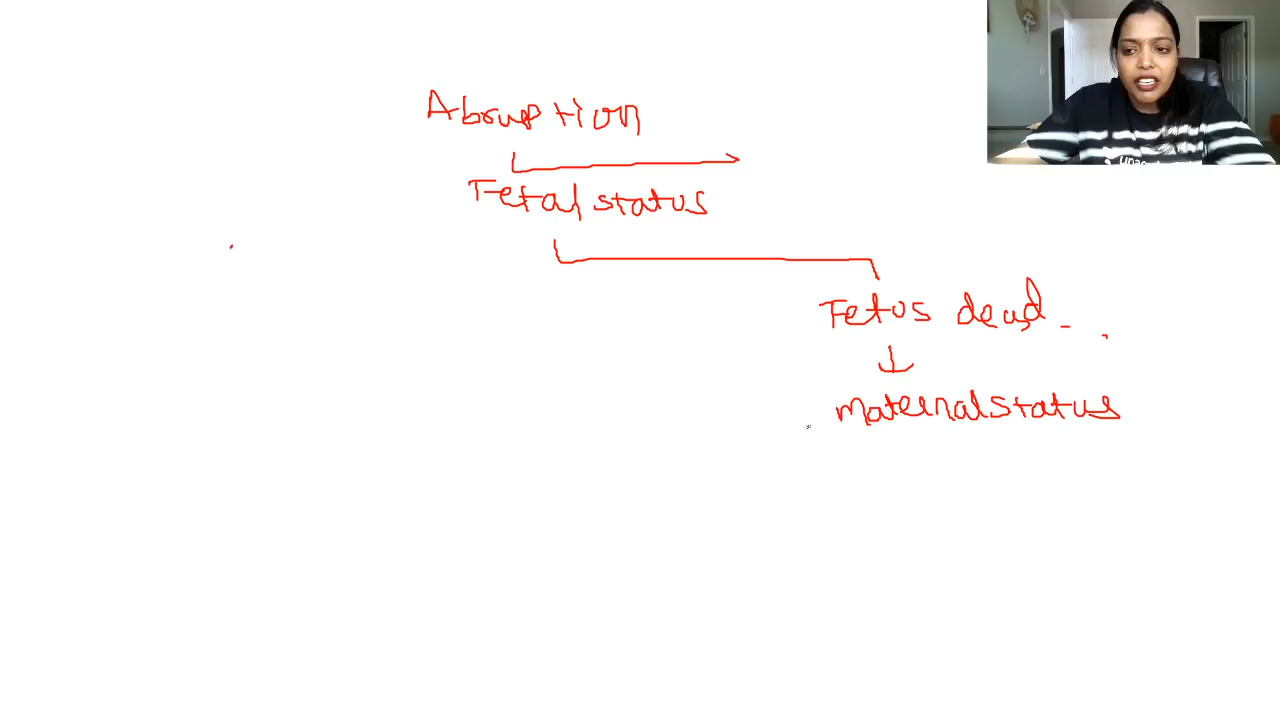 Abruption
Fetal status
Fetus dead
maternal status